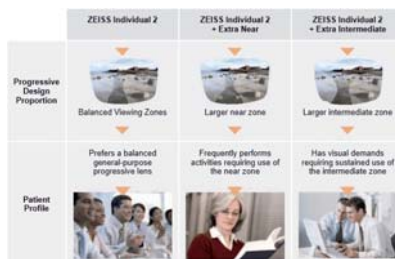 ZEISS Individual 2
ZEISS Individual 2
+ Extra Near
ZEISS Individual 2
+ Extra Intermediate
Progressive
Design
Proportion
Balanced Viewing Zones
Larger near zone
Larger intermediate zone
Patient
Profile
Prefers a balanced
general-purpose
progressive lens
Frequently performs
activities requiring use of
the near zone
Has visual demands
requiring sustained use of
the intermediate zone